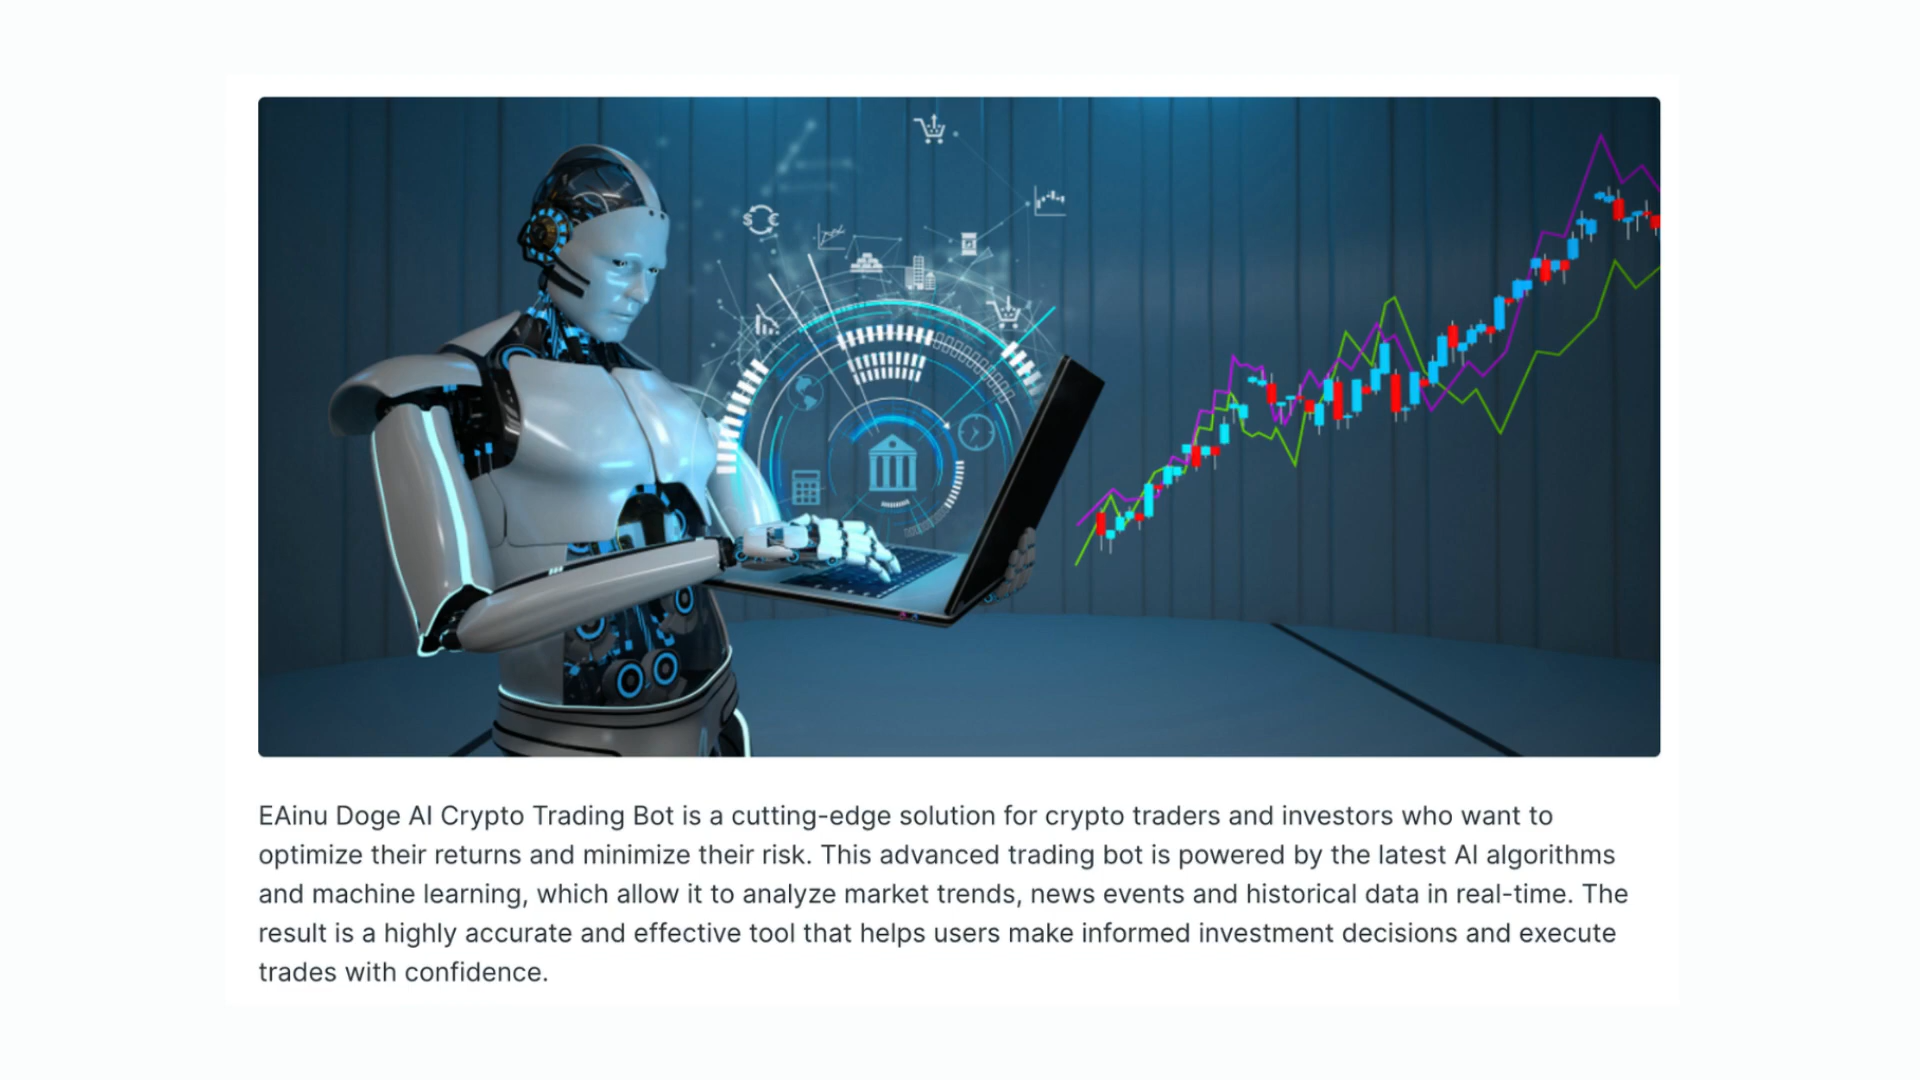 EAinu Doge AI Crypto Trading Bot is a cutting-edge solution for crypto traders and investors who want to
optimize their returns and minimize their risk. This advanced trading bot is powered by the latest AI algorithms
and machine learning, which allow it to analyze market trends, news events and historical data in real-time. The
result is a highly accurate and effective tool that helps users make informed investment decisions and execute
trades with confidence.